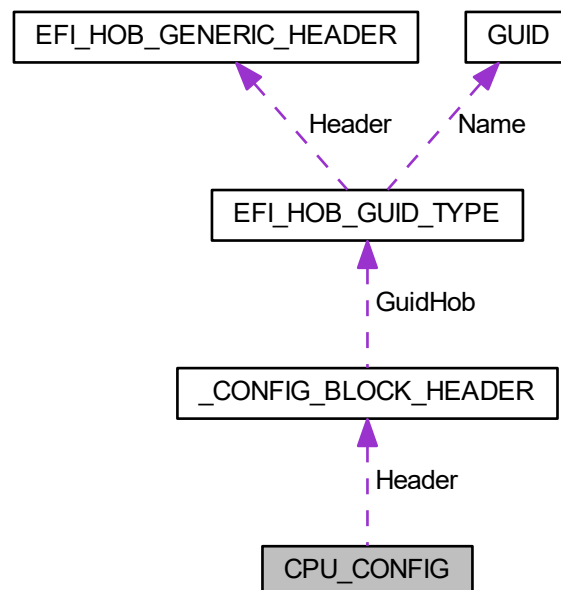 EFI_HOB_GENERIC_HEADER
GUID
Header
Name
EFI_HOB_GUID_TYPE
GuidHob
_CONFIG_BLOCK_HEADER
Header
CPU_CONFIG